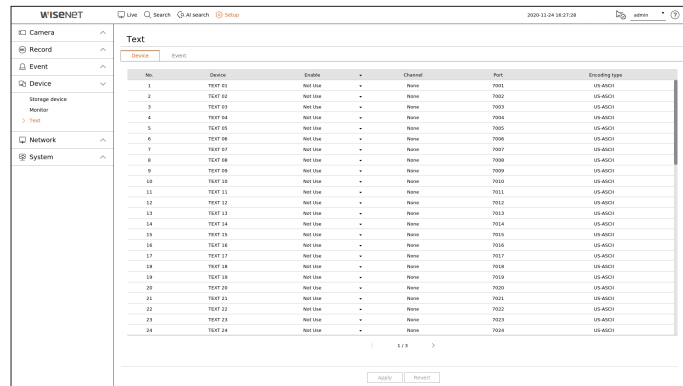 WISENET
Live Search AI search Setup 2020-11-24 16:27:28 admin ?
Camera
Record
Event
Device
Storage device
Monitor
> Text
Network
System
Text
Device Event
No. Device Enable Channel Port Encoding type
1 TEXT 01 Not Use None 7001 US-ASCII
2 TEXT 02 Not Use None 7002 US-ASCII
3 TEXT 03 Not Use None 7003 US-ASCII
4 TEXT 04 Not Use None 7004 US-ASCII
5 TEXT 05 Not Use None 7005 US-ASCII
6 TEXT 06 Not Use None 7006 US-ASCII
7 TEXT 07 Not Use None 7007 US-ASCII
8 TEXT 08 Not Use None 7008 US-ASCII
9 TEXT 09 Not Use None 7009 US-ASCII
10 TEXT 10 Not Use None 7010 US-ASCII
11 TEXT 11 Not Use None 7011 US-ASCII
12 TEXT 12 Not Use None 7012 US-ASCII
13 TEXT 13 Not Use None 7013 US-ASCII
14 TEXT 14 Not Use None 7014 US-ASCII
15 TEXT 15 Not Use None 7015 US-ASCII
16 TEXT 16 Not Use None 7016 US-ASCII
17 TEXT 17 Not Use None 7017 US-ASCII
18 TEXT 18 Not Use None 7018 US-ASCII
19 TEXT 19 Not Use None 7019 US-ASCII
20 TEXT 20 Not Use None 7020 US-ASCII
21 TEXT 21 Not Use None 7021 US-ASCII
22 TEXT 22 Not Use None 7022 US-ASCII
23 TEXT 23 Not Use None 7023 US-ASCII
24 TEXT 24 Not Use None 7024 US-ASCII
< 1 / 3 >
Apply Revert